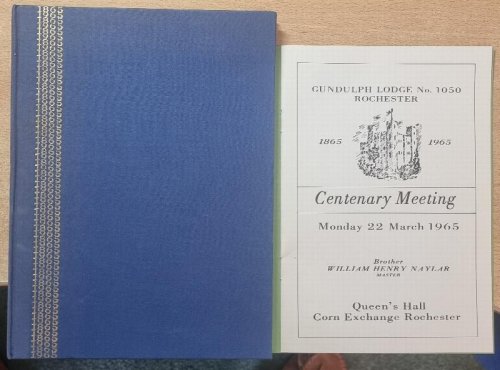 GUNDULPH LODGE No. 1050
ROCHESTER
1865 1965
Centenary Meeting
Monday 22 March 1965
Brother
WILLIAM HENRY NAYLAR
MASTER
Queen's Hall
Corn Exchange Rochester